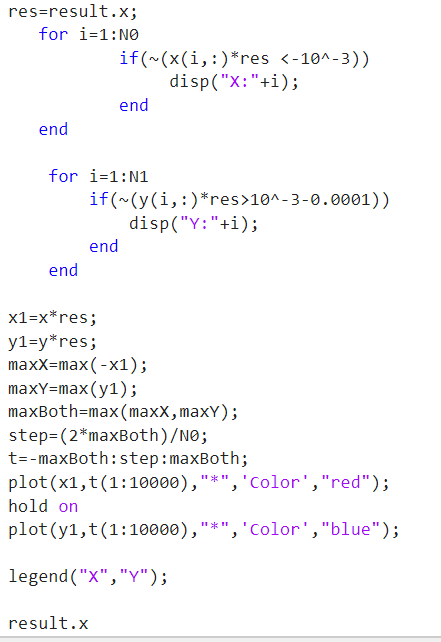 res=result.x;
for i=1:N0
if(~(x(i,:)*res <-10^-3))
disp("X:"+i);
end
end
for i=1:N1
if(~(y(i,:)*res>10^-3-0.0001))
disp("Y:"+i);
end
end
x1=x*res;
y1=y*res;
maxX=max(-x1);
maxY=max(y1);
maxBoth=max(maxX,maxY);
step=(2*maxBoth)/N0;
t=-maxBoth:step:maxBoth;
plot(x1,t(1:10000),"*",'Color',"red");
hold on
plot(y1,t(1:10000),"*",'Color',"blue");
legend("X","Y");
result.x